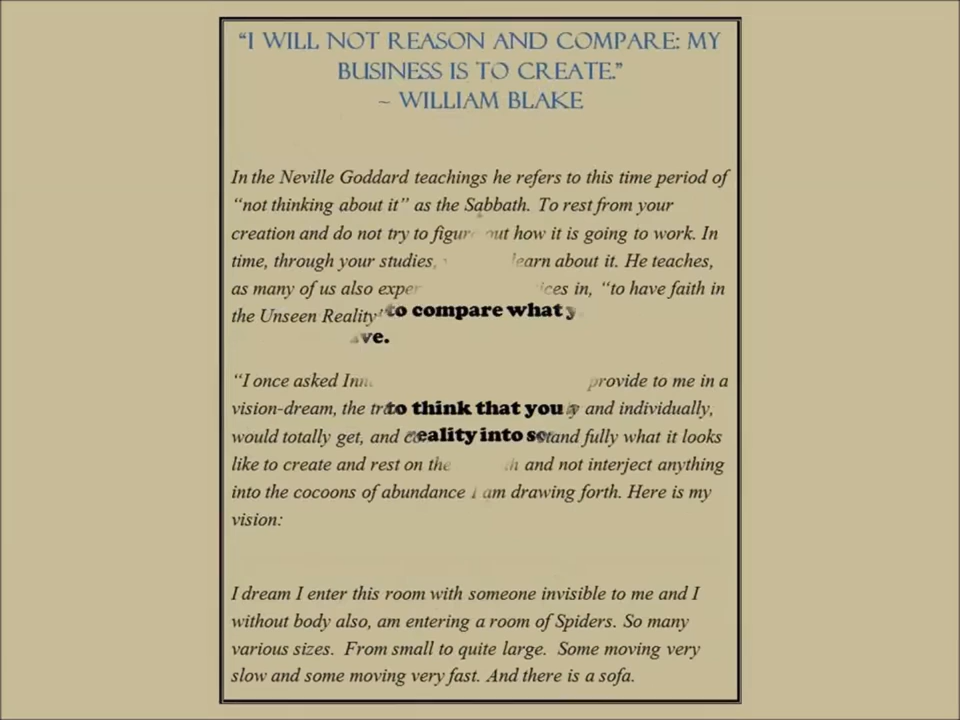 “I WILL NOT REASON AND COMPARE: MY
BUSINESS IS TO CREATE.”
~ WILLIAM BLAKE
In the Neville Goddard teachings he refers to this time period of
“not thinking about it” as the Sabbath. To rest from your
creation and do not try to figure out how it is going to work. In
time, through your studies, learn about it. He teaches,
as many of us also in, “to have faith in
the Unseen Reality to compare what
“I once asked provide to me in a
vision-dream, the to think that you and individually,
would totally get, and into fully what it looks
like to create and rest on the and not interject anything
into the cocoons of abundance I am drawing forth. Here is my
vision:
I dream I enter this room with someone invisible to me and I
without body also, am entering a room of Spiders. So many
various sizes. From small to quite large. Some moving very
slow and some moving very fast. And there is a sofa.